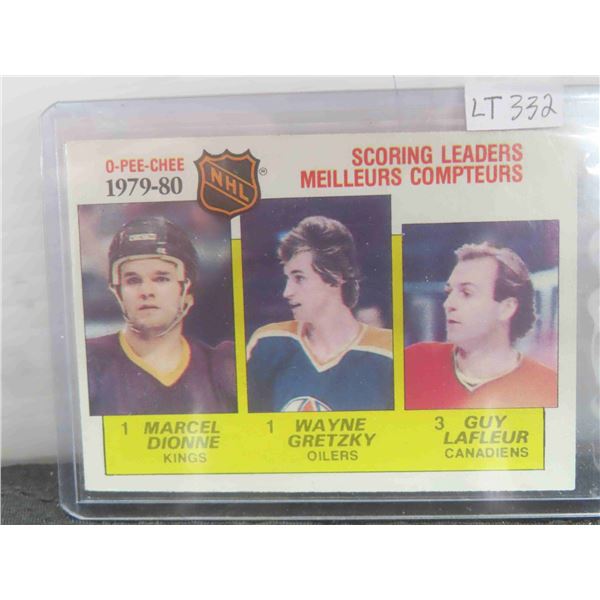 LT 332
O-PEE-CHEE
1979-80
NHL
®
SCORING LEADERS
MEILLEURS COMPTEURS
1 MARCEL
DIONNE
KINGS
1 WAYNE
GRETZKY
OILERS
3 GUY
LAFLEUR
CANADIENS